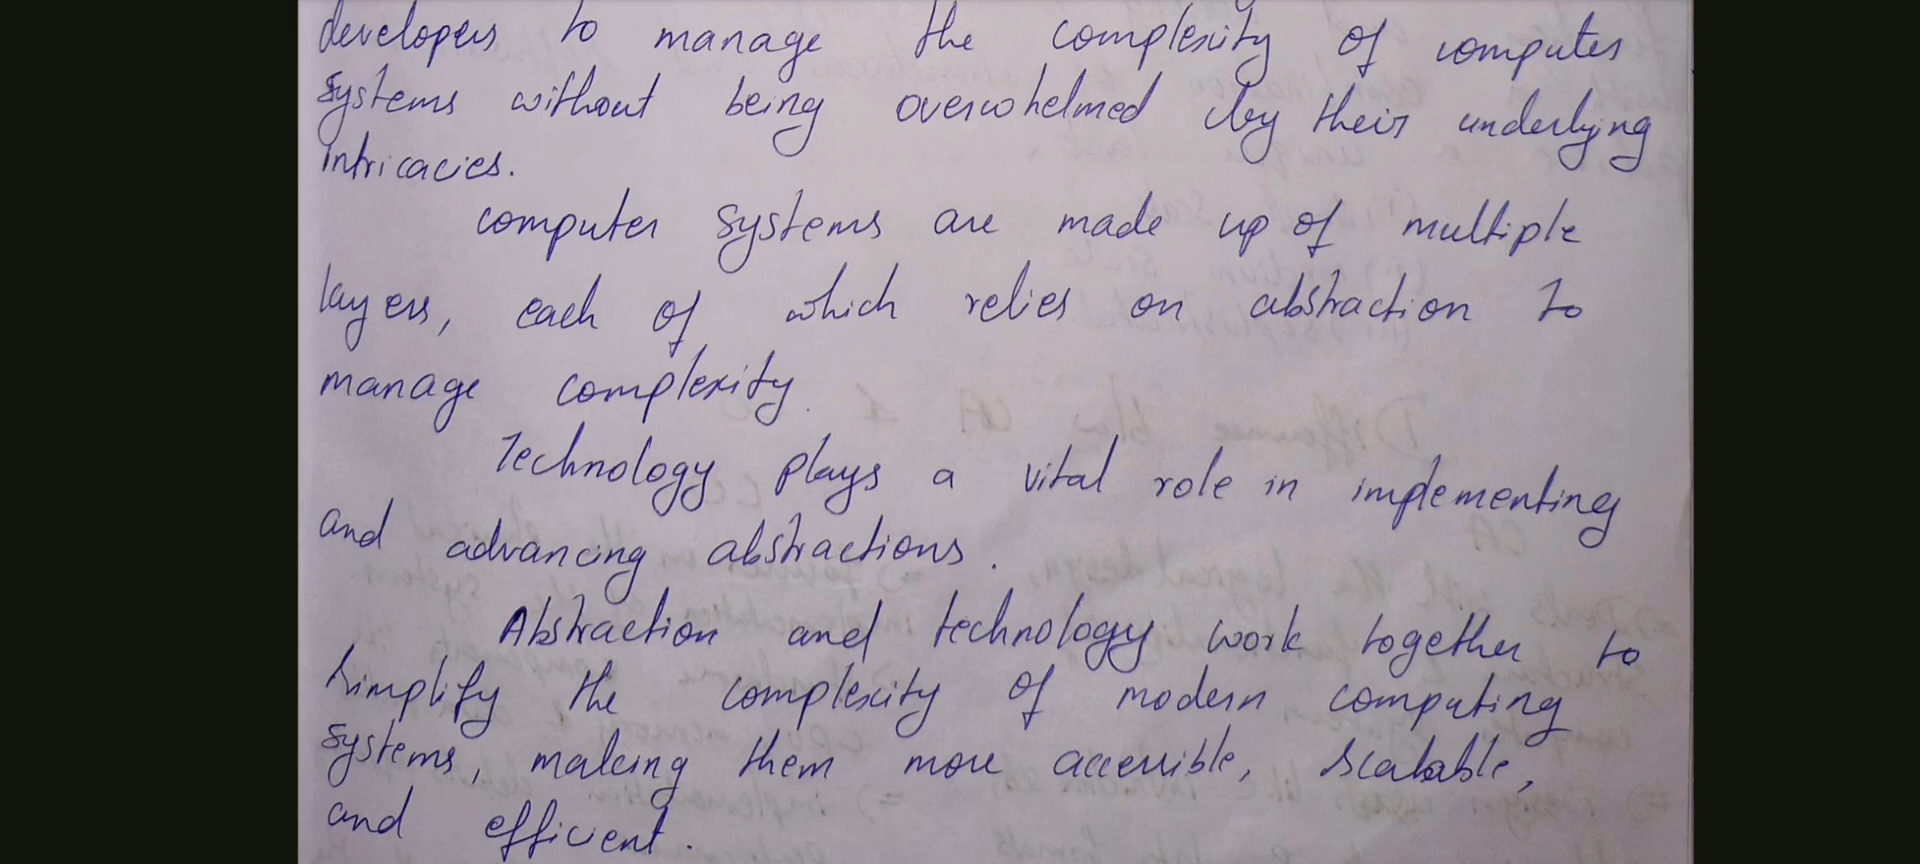 developers to manage the complexity of computer
systems without being overwhelmed by their underlying
intricacies.
computer systems are made up of multiple
layers, each of which relies on abstraction to
manage complexity.
Technology plays a vital role in implementing
and advancing abstractions.
Abstraction and technology work together to
simplify the complexity of modern computing
systems, making them more accessible, scalable,
and efficient.